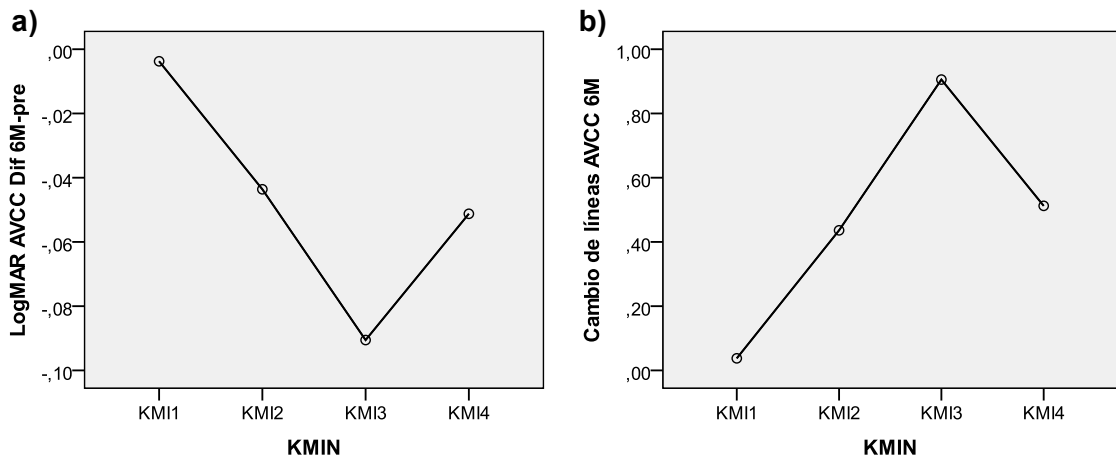 a)
LogMAR AVCC Dif 6M-pre
,00
-,02
-,04
-,06
-,08
-,10
KMI1 KMI2 KMI3 KMI4
KMIN
b)
Cambio de líneas AVCC 6M
1,00
,80
,60
,40
,20
,00
KMI1 KMI2 KMI3 KMI4
KMIN